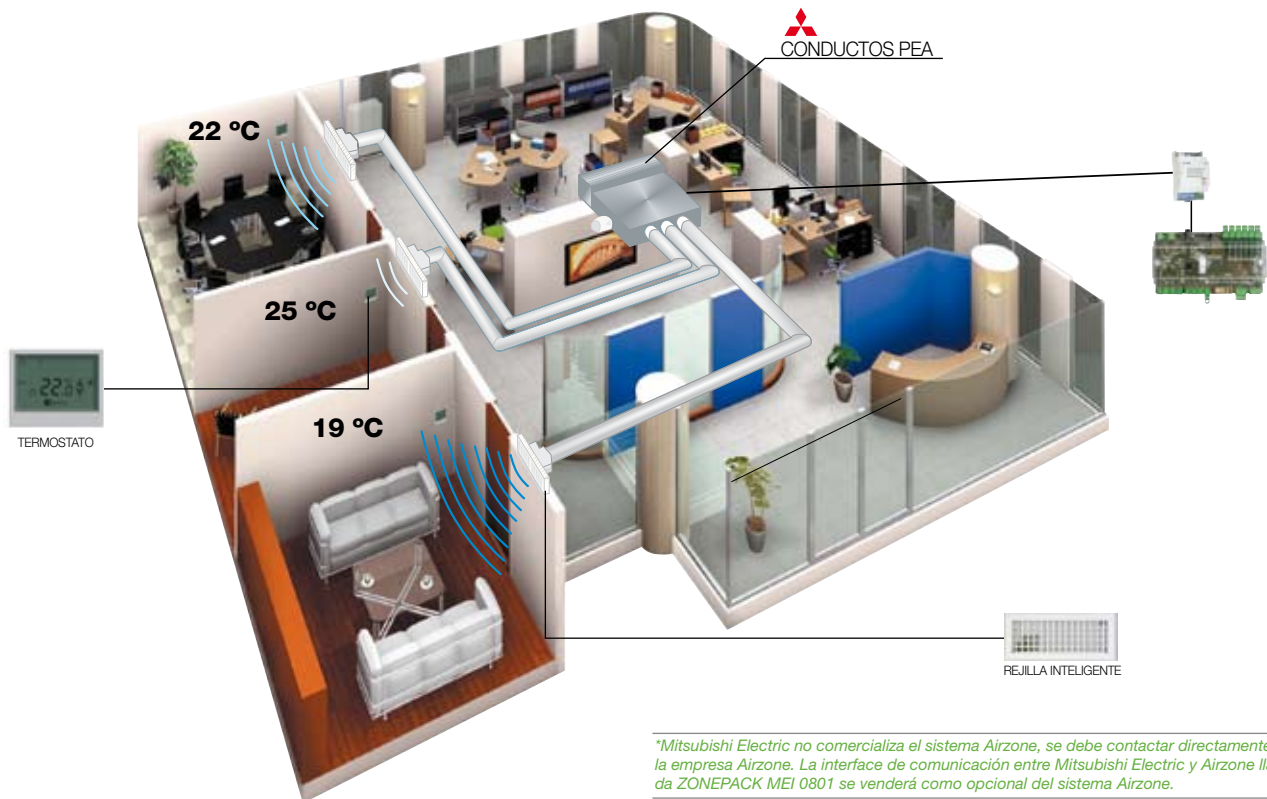 CONDUCTOS PEA
22 ºC
25 ºC
22.0
TERMOSTATO
19 ºC
REJILLA INTELIGENTE
*Mitsubishi Electric no comercializa el sistema Airzone, se debe contactar directamente
la empresa Airzone. La interface de comunicación entre Mitsubishi Electric y Airzone
da ZONEPACK MEI 0801 se venderá como opcional del sistema Airzone.